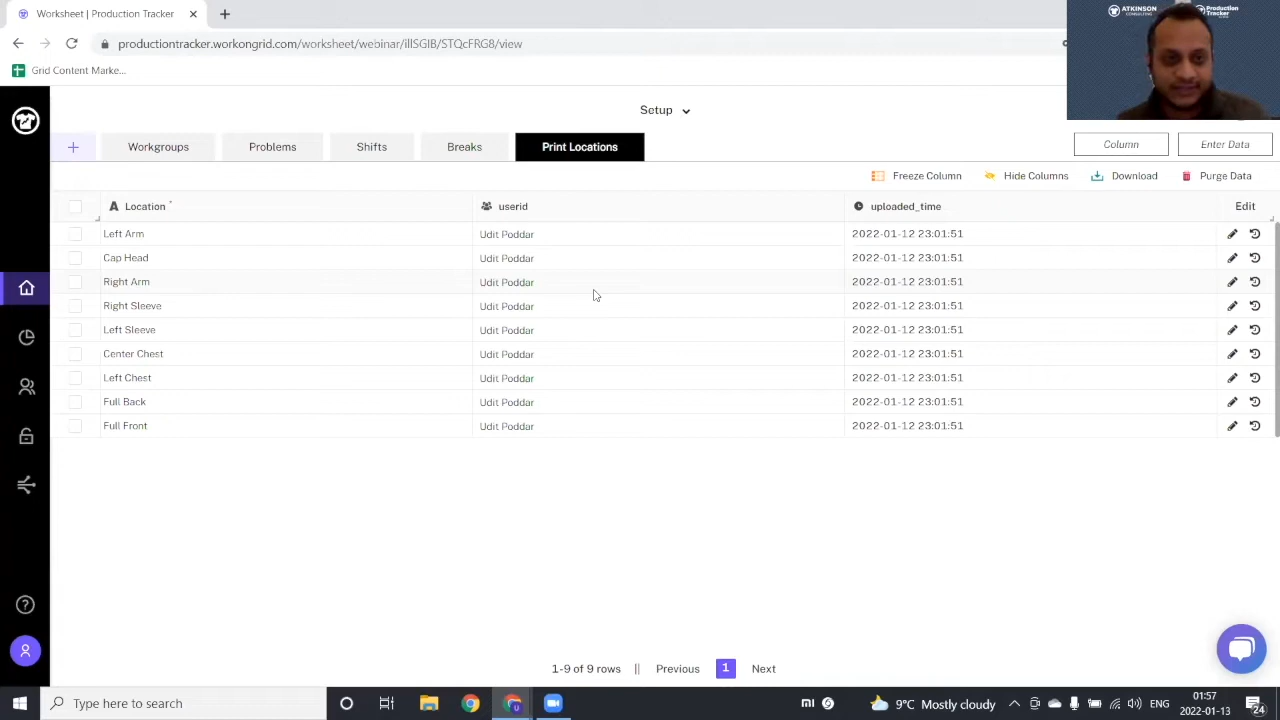 Worksheet | Production Tracker
productiontracker.workongrid.com/worksheet/webinar/illSGIB/STQcFRG8/view
Grid Content Marke...
ATKINSON CONSULTING
Production Tracker
Setup
+ Workgroups Problems Shifts Breaks Print Locations Column Enter Data
Freeze Column Hide Columns Download Purge Data
Location * userid uploaded_time Edit
Left Arm Udit Poddar 2022-01-12 23:01:51
Cap Head Udit Poddar 2022-01-12 23:01:51
Right Arm Udit Poddar 2022-01-12 23:01:51
Right Sleeve Udit Poddar 2022-01-12 23:01:51
Left Sleeve Udit Poddar 2022-01-12 23:01:51
Center Chest Udit Poddar 2022-01-12 23:01:51
Left Chest Udit Poddar 2022-01-12 23:01:51
Full Back Udit Poddar 2022-01-12 23:01:51
Full Front Udit Poddar 2022-01-12 23:01:51
1-9 of 9 rows || Previous 1 Next
Type here to search
9°C Mostly cloudy
ENG
01:57
2022-01-13
24